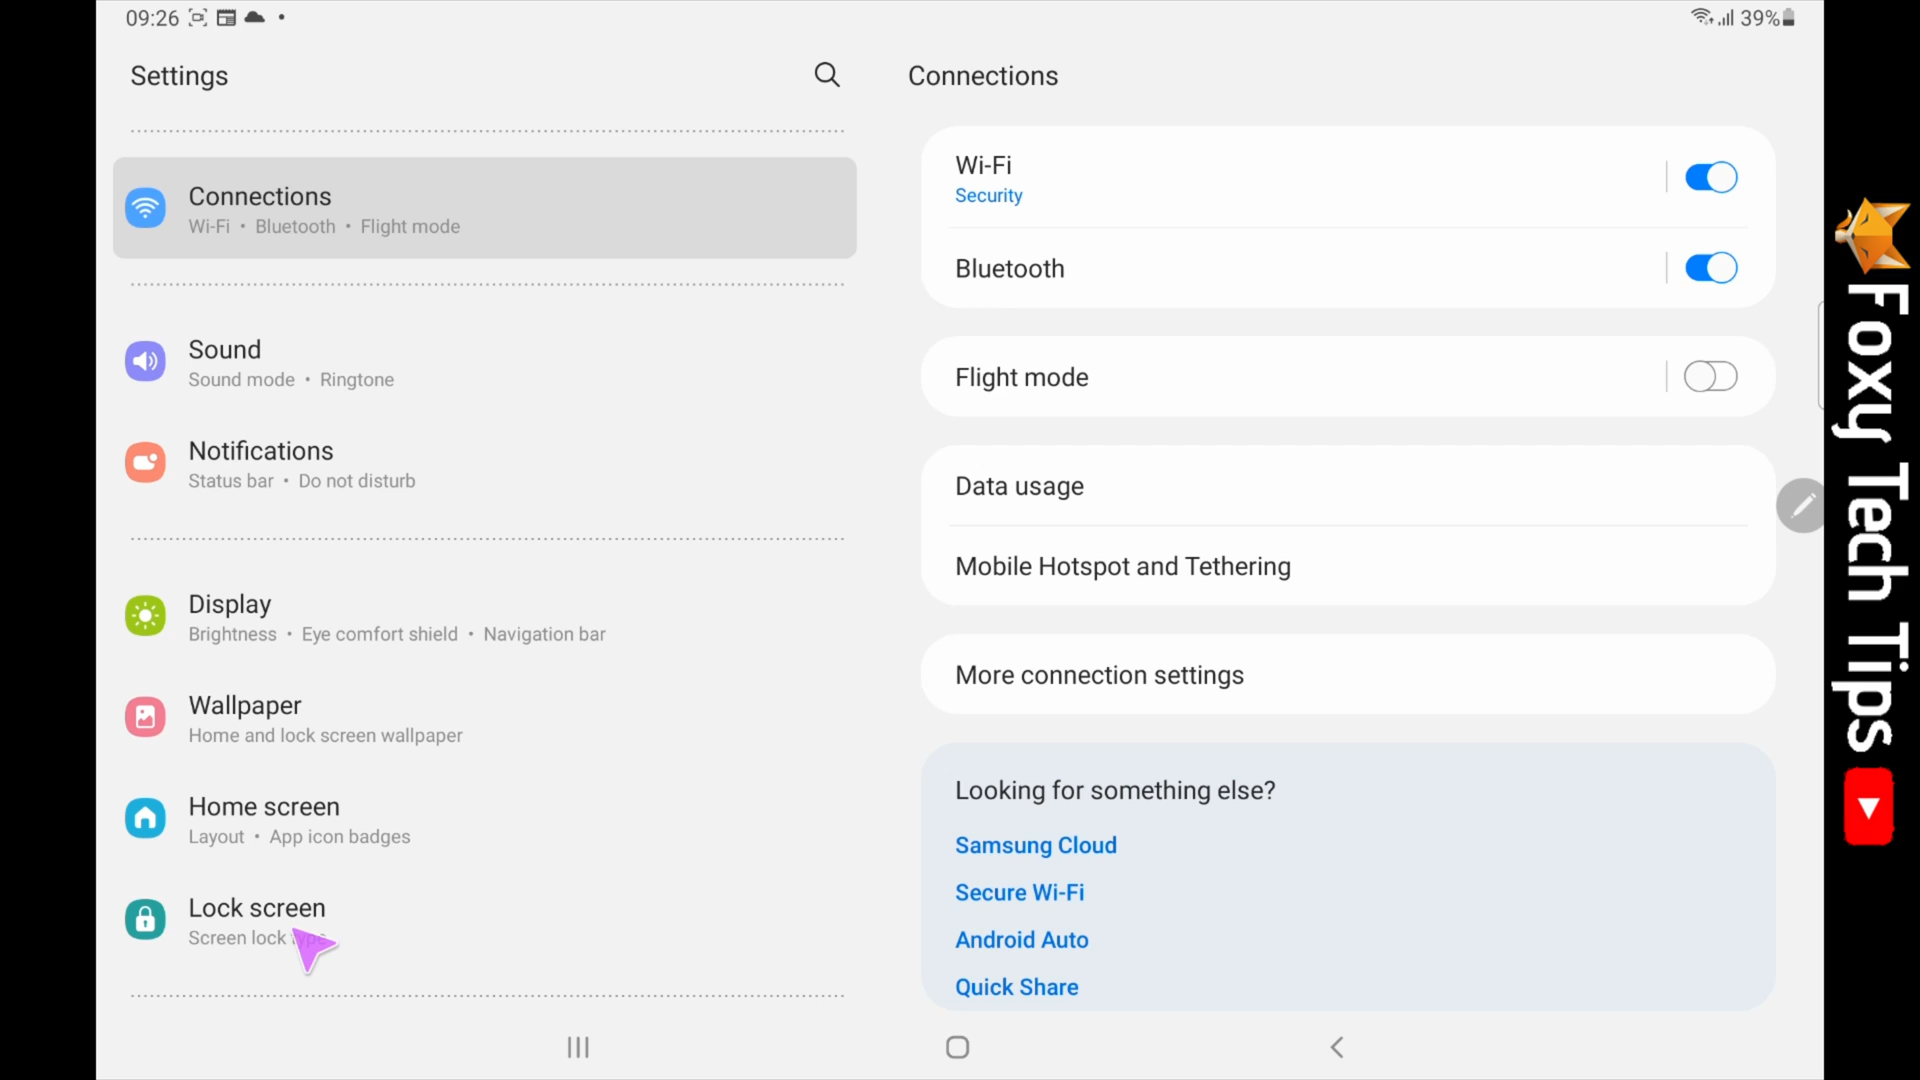 09:26
39%
Settings
Connections
Wi-Fi • Bluetooth • Flight mode
Sound
Sound mode • Ringtone
Notifications
Status bar • Do not disturb
Display
Brightness • Eye comfort shield • Navigation bar
Wallpaper
Home and lock screen wallpaper
Home screen
Layout • App icon badges
Lock screen
Screen lock type
Connections
Wi-Fi
Security
Bluetooth
Flight mode
Data usage
Mobile Hotspot and Tethering
More connection settings
Looking for something else?
Samsung Cloud
Secure Wi-Fi
Android Auto
Quick Share
Foxy Tech Tips